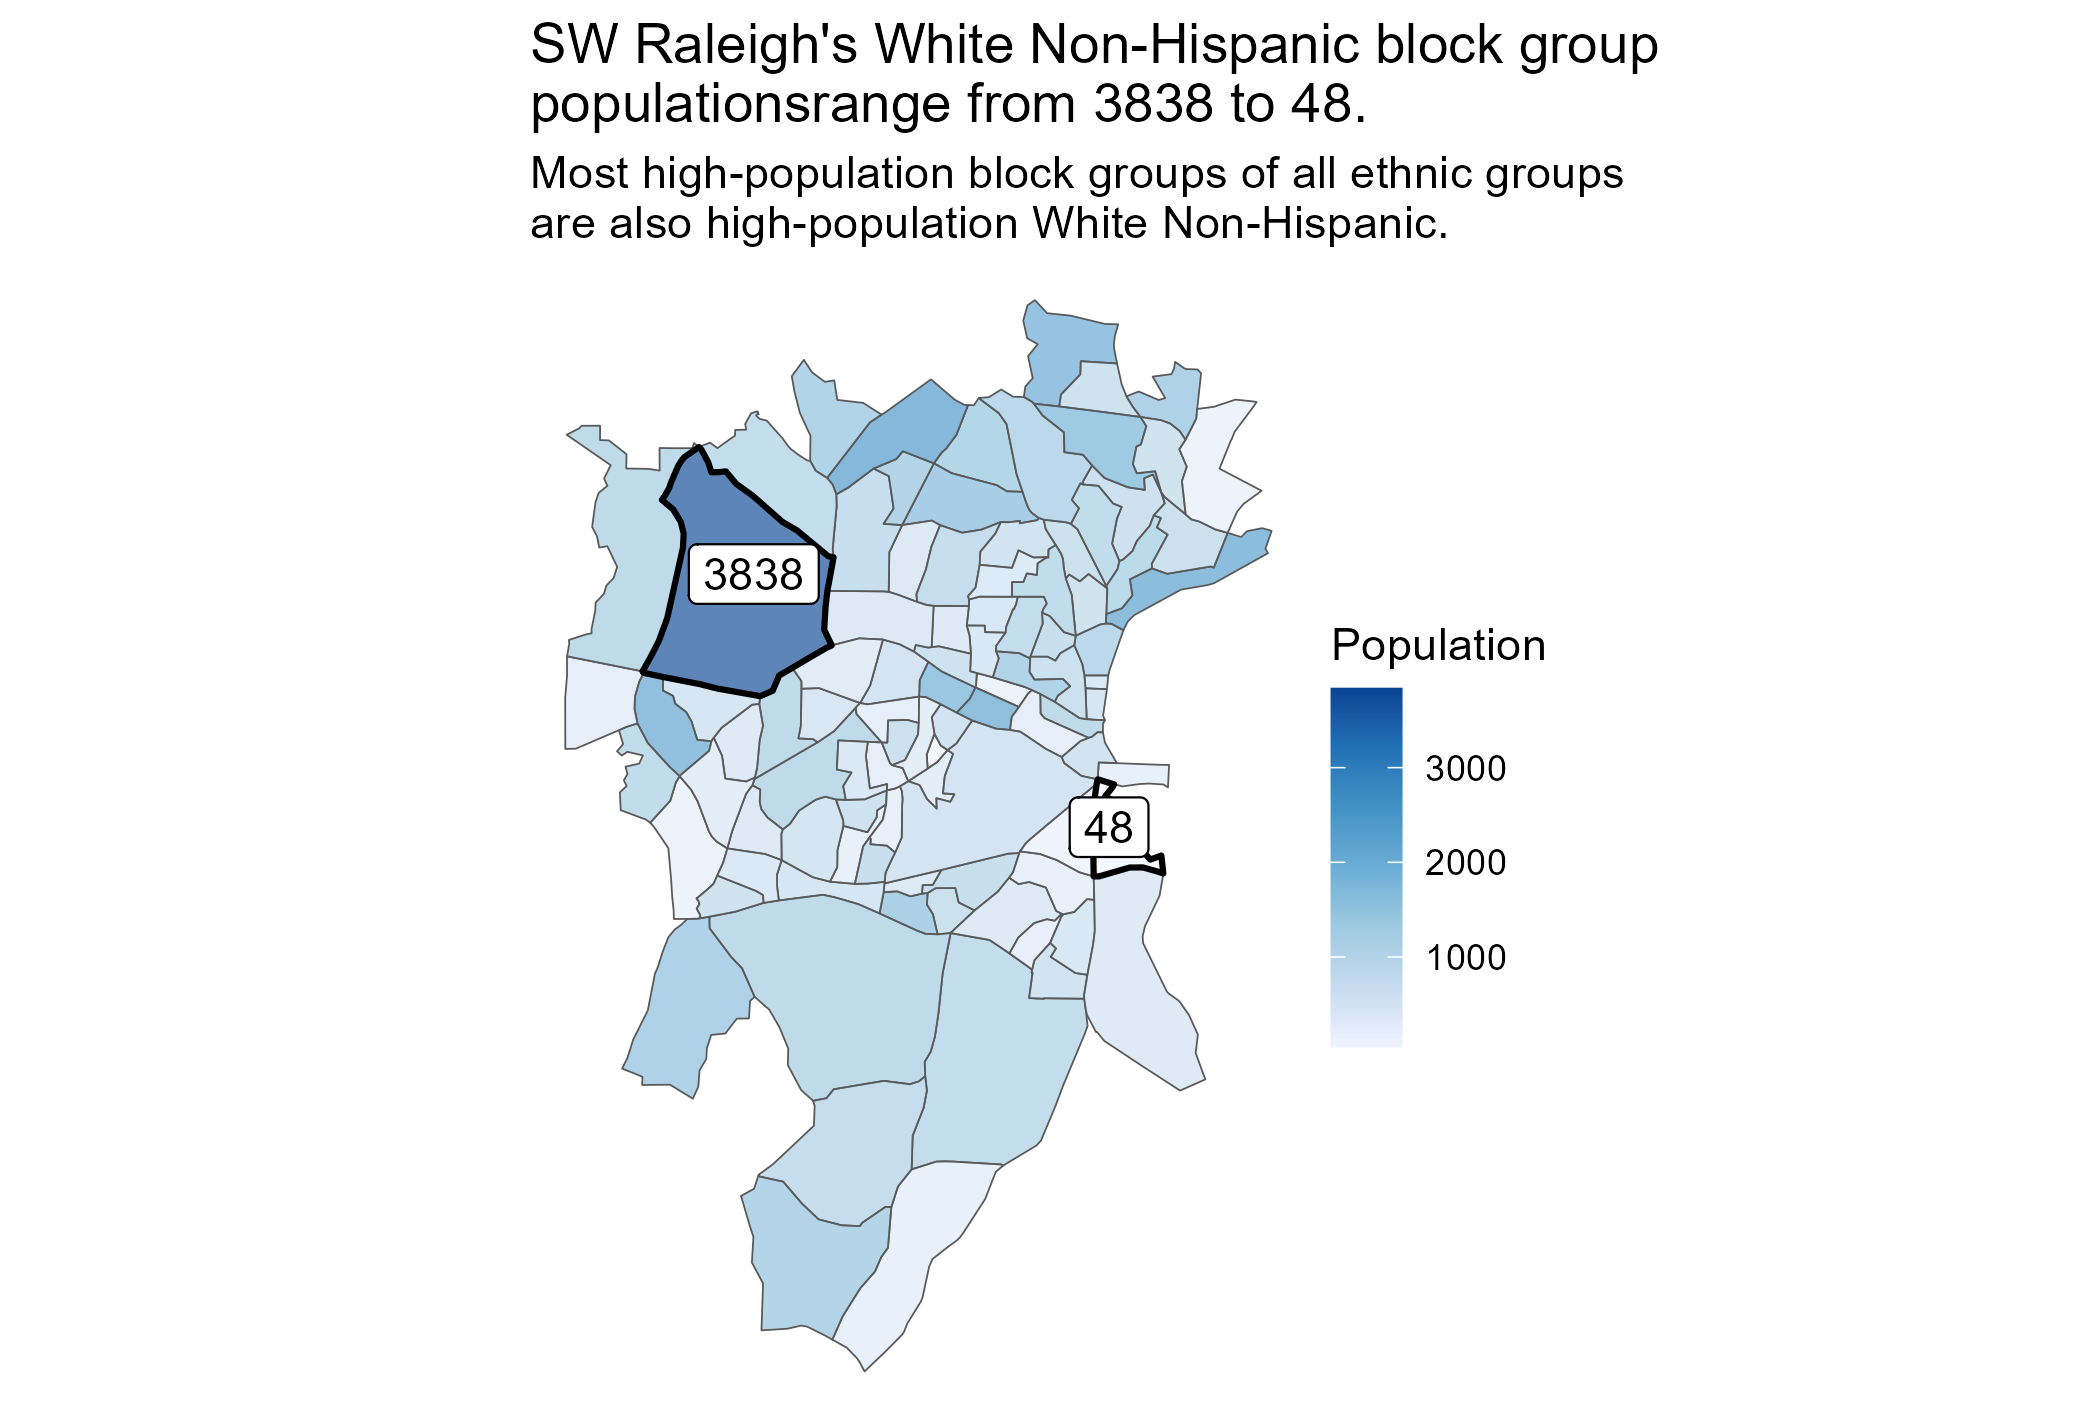 SW Raleigh's White Non-Hispanic block group
populationsrange from 3838 to 48.
Most high-population block groups of all ethnic groups
are also high-population White Non-Hispanic.
3838
Population
3000
48
2000
1000